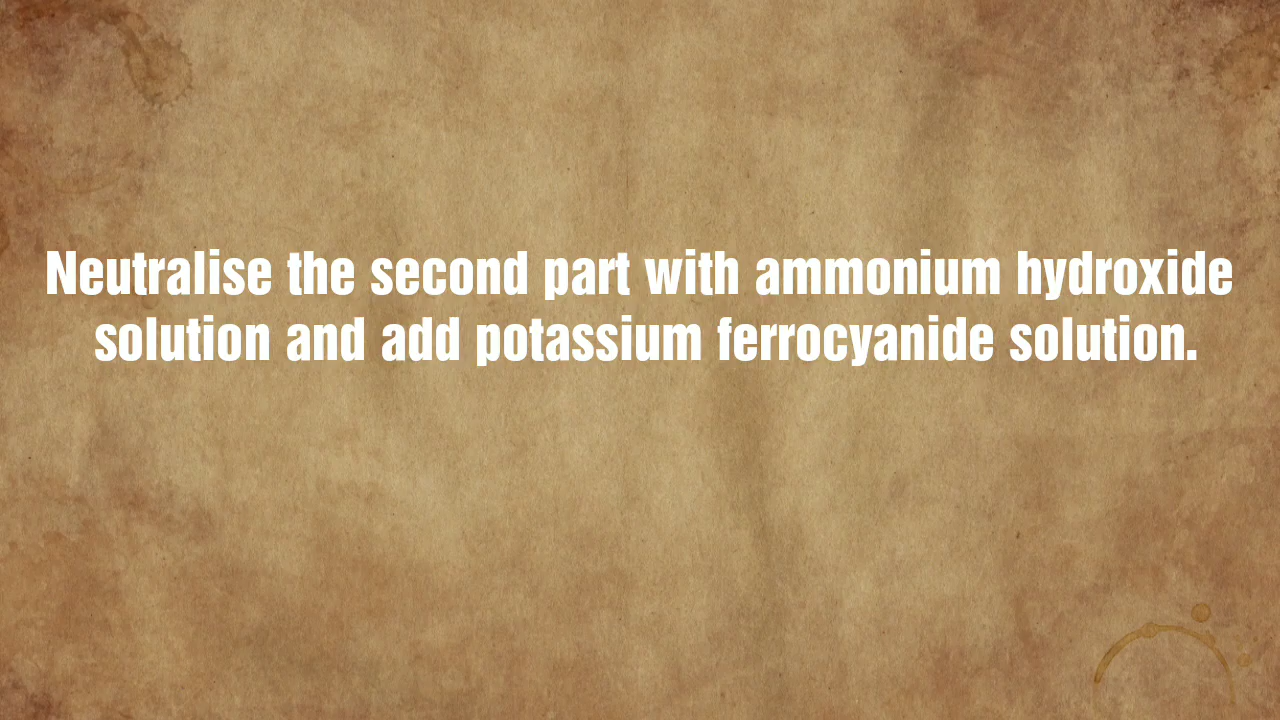 Neutralise the second part with ammonium hydroxide
solution and add potassium ferrocyanide solution.